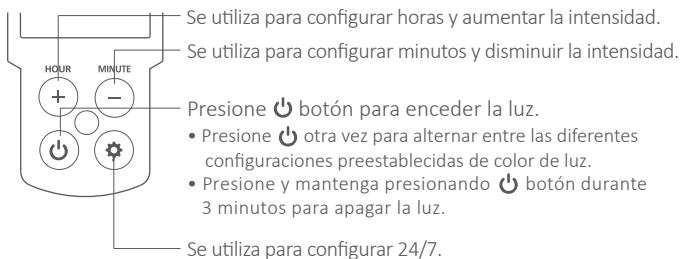 Se utiliza para configurar horas y aumentar la intensidad.
Se utiliza para configurar minutos y disminuir la intensidad.
HOUR MINUTE
Presione ⏻ botón para enceder la luz.
• Presione ⏻ otra vez para alternar entre las diferentes
configuraciones preestablecidas de color de luz.
• Presione y mantenga presionando ⏻ botón durante
3 minutos para apagar la luz.
Se utiliza para configurar 24/7.